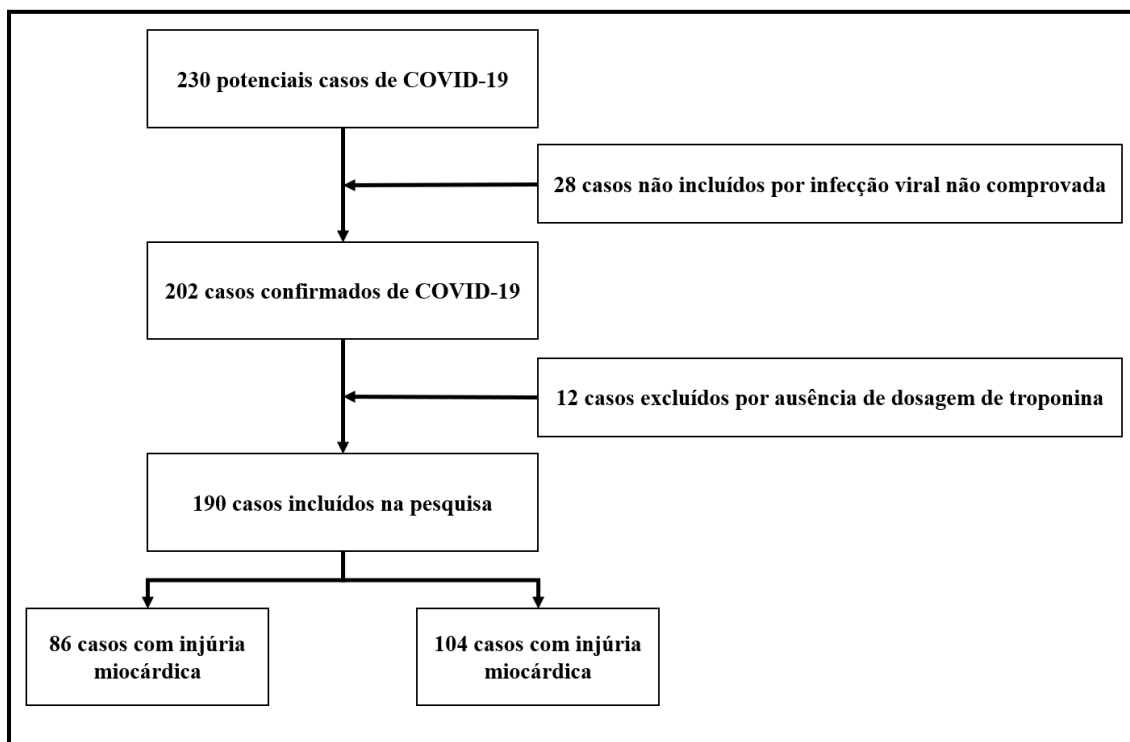 230 potenciais casos de COVID-19
28 casos não incluídos por infecção viral não comprovada
202 casos confirmados de COVID-19
12 casos excluídos por ausência de dosagem de troponina
190 casos incluídos na pesquisa
86 casos com injúria
miocárdica
104 casos com injúria
miocárdica